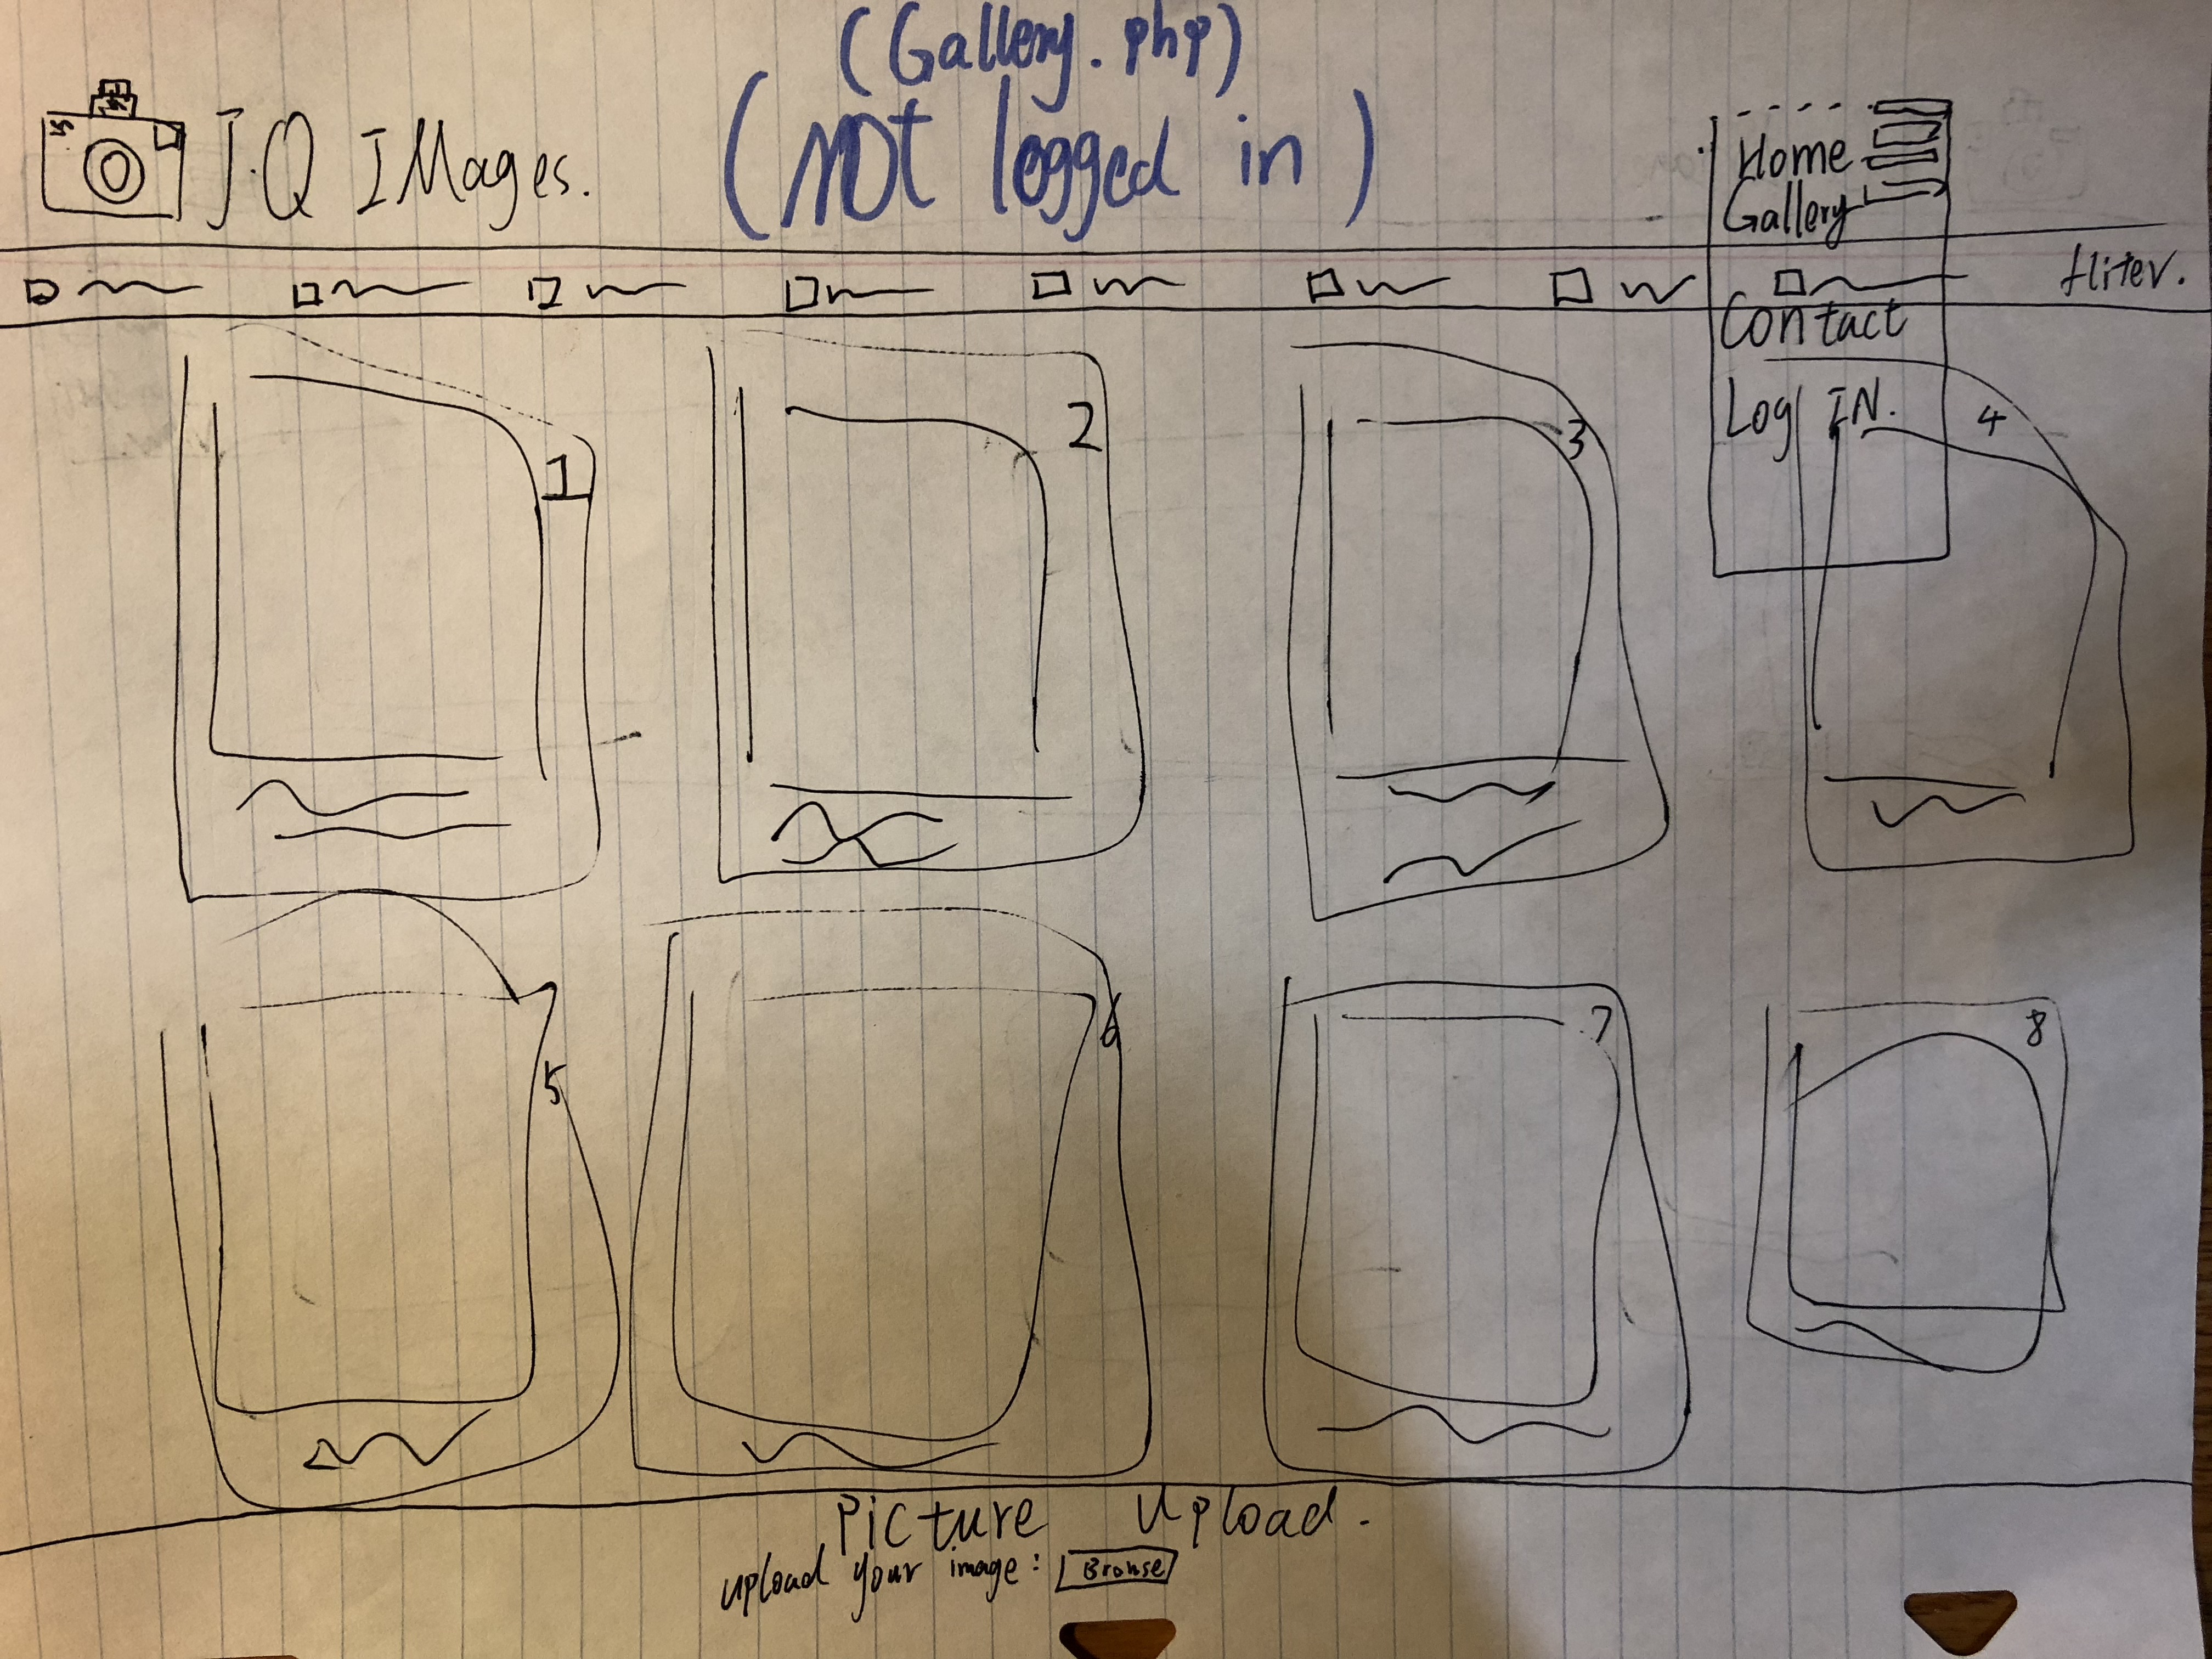 (Gallery.php)
J.Q IMages.
(NOt logged in)
Home
Gallery
Contact
Log IN.
1
2
3
4
5
6
7
8
Picture Upload.
upload your image: Browse